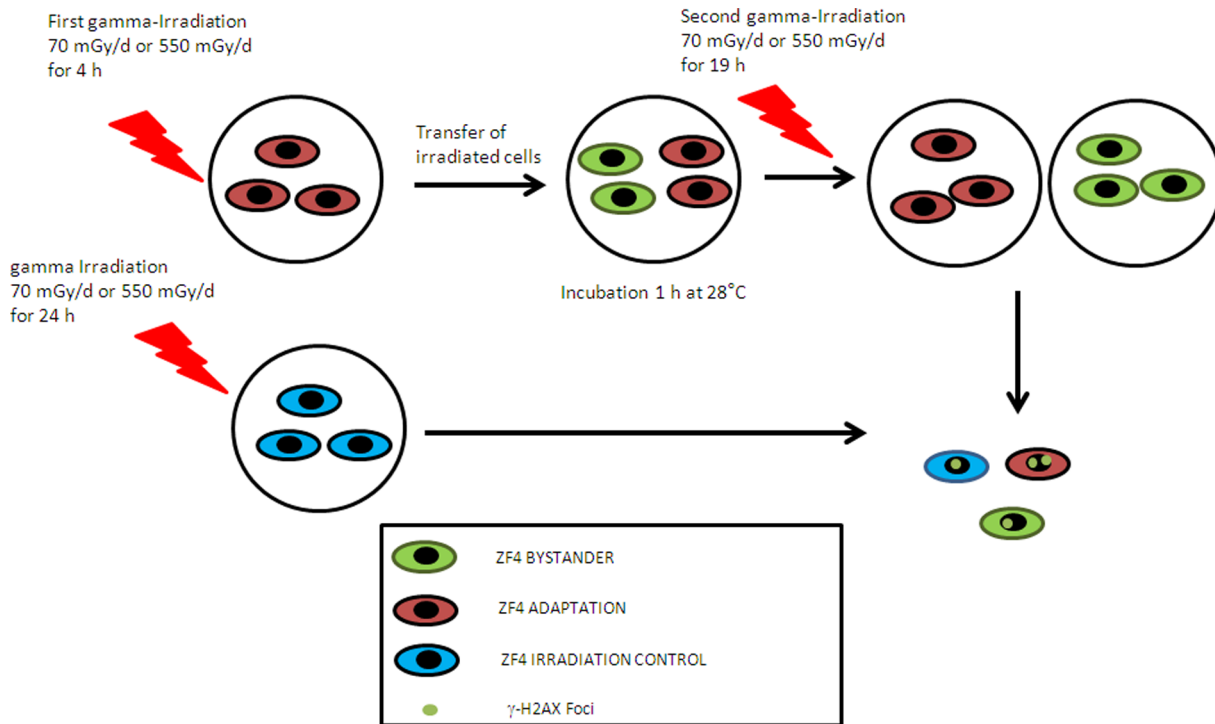 First gamma-Irradiation
70 mGy/d or 550 mGy/d
for 4 h
Transfer of
irradiated cells
Second gamma-Irradiation
70 mGy/d or 550 mGy/d
for 19 h
Incubation 1 h at 28°C
gamma Irradiation
70 mGy/d or 550 mGy/d
for 24 h
ZF4 BYSTANDER
ZF4 ADAPTATION
ZF4 IRRADIATION CONTROL
γ-H2AX Foci